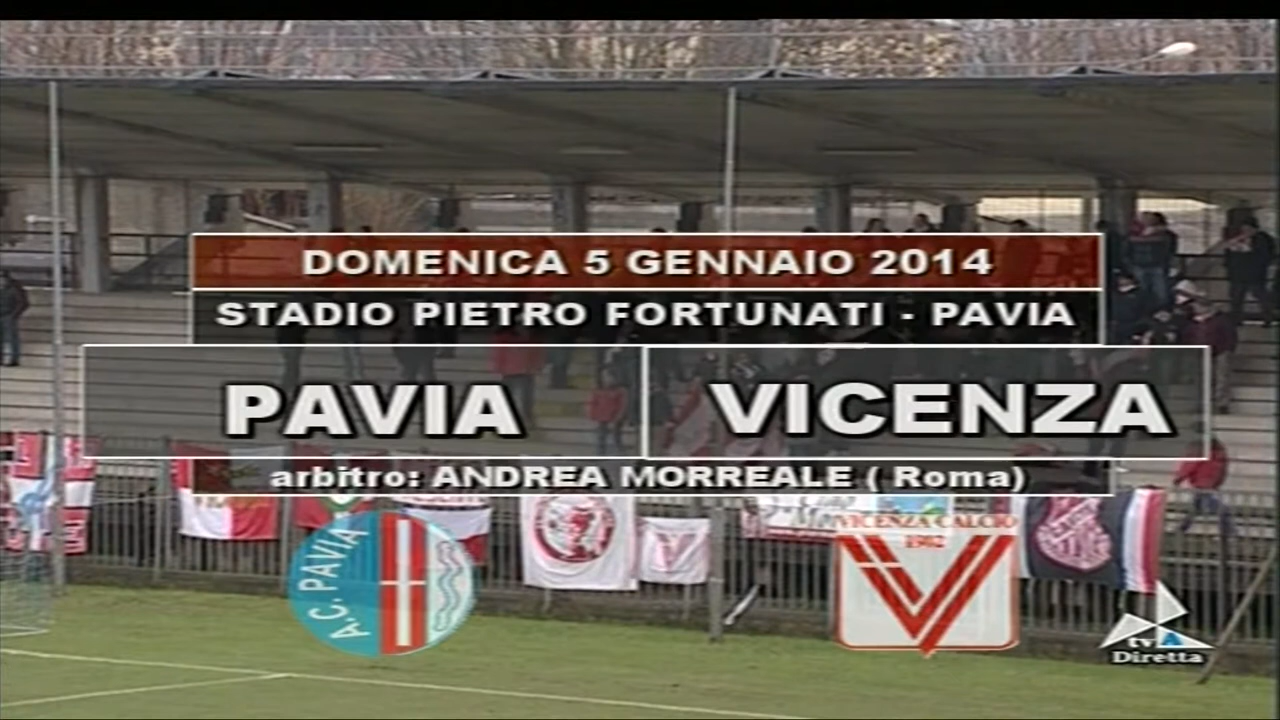 DOMENICA 5 GENNAIO 2014
STADIO PIETRO FORTUNATI - PAVIA
PAVIA VICENZA
arbitro: ANDREA MORREALE ( Roma)
A.C. PAVIA
VICENZA CALCIO
1902
tvA
Diretta